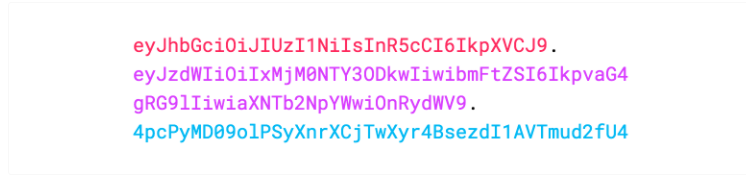 eyJhbGciOiJIUzI1NiIsInR5cCI6IkpXVCJ9.
eyJzdWIiOiIxMjM0NTY3ODkwIiwibmFtZSI6IkpvaG4
gRG9lIiwiaXNTb2NpYWwiOnRydWV9.
4pcPyMD09olPSyXnrXCjTwXyr4BsezdI1AVTmud2fU4